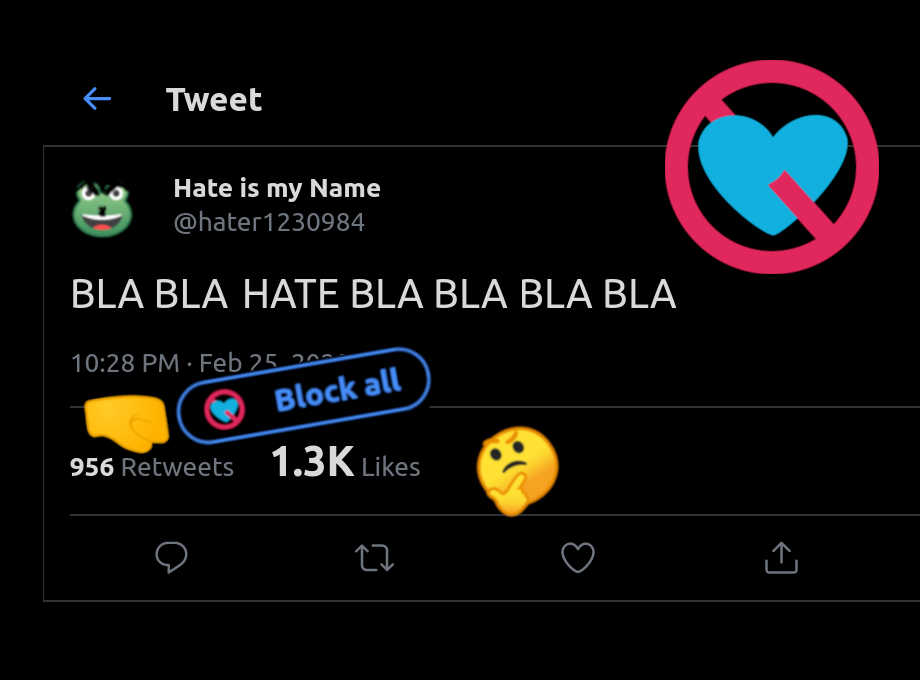 Tweet
Hate is my Name
@hater1230984
BLA BLA HATE BLA BLA BLA BLA
10:28 PM · Feb 25,
Block all
956 Retweets 1.3K Likes